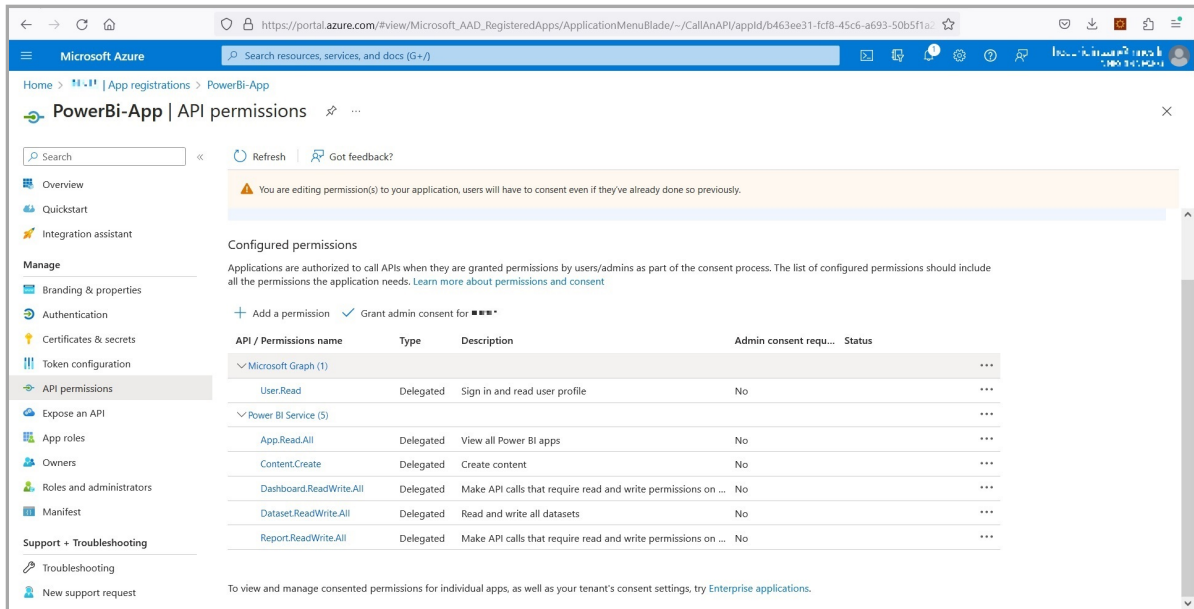 https://portal.azure.com/#view/Microsoft_AAD_RegisteredApps/ApplicationMenuBlade/~/CallAnAPI/appId/b463ee31-fcf8-45c6-a693-50b5f1a2
Microsoft Azure
Search resources, services, and docs (G+/)
1
Home > | App registrations > PowerBi-App
PowerBi-App | API permissions
Search
Refresh
Got feedback?
You are editing permission(s) to your application, users will have to consent even if they've already done so previously.
Overview
Quickstart
Integration assistant
Manage
Branding & properties
Authentication
Certificates & secrets
Token configuration
API permissions
Expose an API
App roles
Owners
Roles and administrators
Manifest
Support + Troubleshooting
Troubleshooting
New support request
Configured permissions
Applications are authorized to call APIs when they are granted permissions by users/admins as part of the consent process. The list of configured permissions should include
all the permissions the application needs. Learn more about permissions and consent
Add a permission
Grant admin consent for
API / Permissions name Type Description Admin consent requ... Status
Microsoft Graph (1)
User.Read Delegated Sign in and read user profile No
Power BI Service (5)
App.Read.All Delegated View all Power BI apps No
Content.Create Delegated Create content No
Dashboard.ReadWrite.All Delegated Make API calls that require read and write permissions on ... No
Dataset.ReadWrite.All Delegated Read and write all datasets No
Report.ReadWrite.All Delegated Make API calls that require read and write permissions on ... No
To view and manage consented permissions for individual apps, as well as your tenant's consent settings, try Enterprise applications.